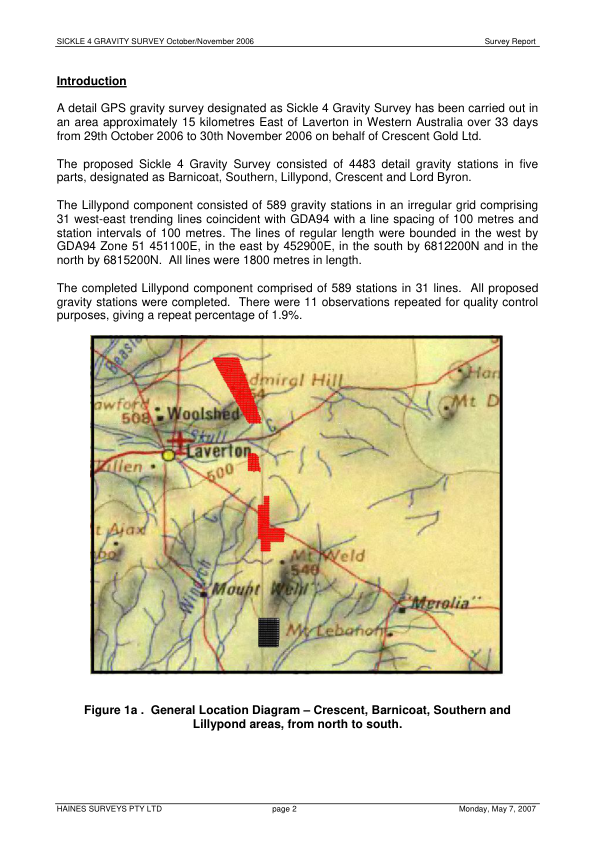 SICKLE 4 GRAVITY SURVEY October/November 2006 Survey Report
Introduction
A detail GPS gravity survey designated as Sickle 4 Gravity Survey has been carried out in
an area approximately 15 kilometres East of Laverton in Western Australia over 33 days
from 29th October 2006 to 30th November 2006 on behalf of Crescent Gold Ltd.
The proposed Sickle 4 Gravity Survey consisted of 4483 detail gravity stations in five
parts, designated as Barnicoat, Southern, Lillypond, Crescent and Lord Byron.
The Lillypond component consisted of 589 gravity stations in an irregular grid comprising
31 west-east trending lines coincident with GDA94 with a line spacing of 100 metres and
station intervals of 100 metres. The lines of regular length were bounded in the west by
GDA94 Zone 51 451100E, in the east by 452900E, in the south by 6812200N and in the
north by 6815200N. All lines were 1800 metres in length.
The completed Lillypond component comprised of 589 stations in 31 lines. All proposed
gravity stations were completed. There were 11 observations repeated for quality control
purposes, giving a repeat percentage of 1.9%.
Beasle
dmiral Hill
54
Han
awford
508
Woolshed
Mt D
C
Skull
Laverton
illen
500
t Ajax
bo
Mt Weld
546
Windich
Mount Weld"
"Merolia"
Mt Lebanon
Figure 1a . General Location Diagram – Crescent, Barnicoat, Southern and
Lillypond areas, from north to south.
HAINES SURVEYS PTY LTD page 2 Monday, May 7, 2007